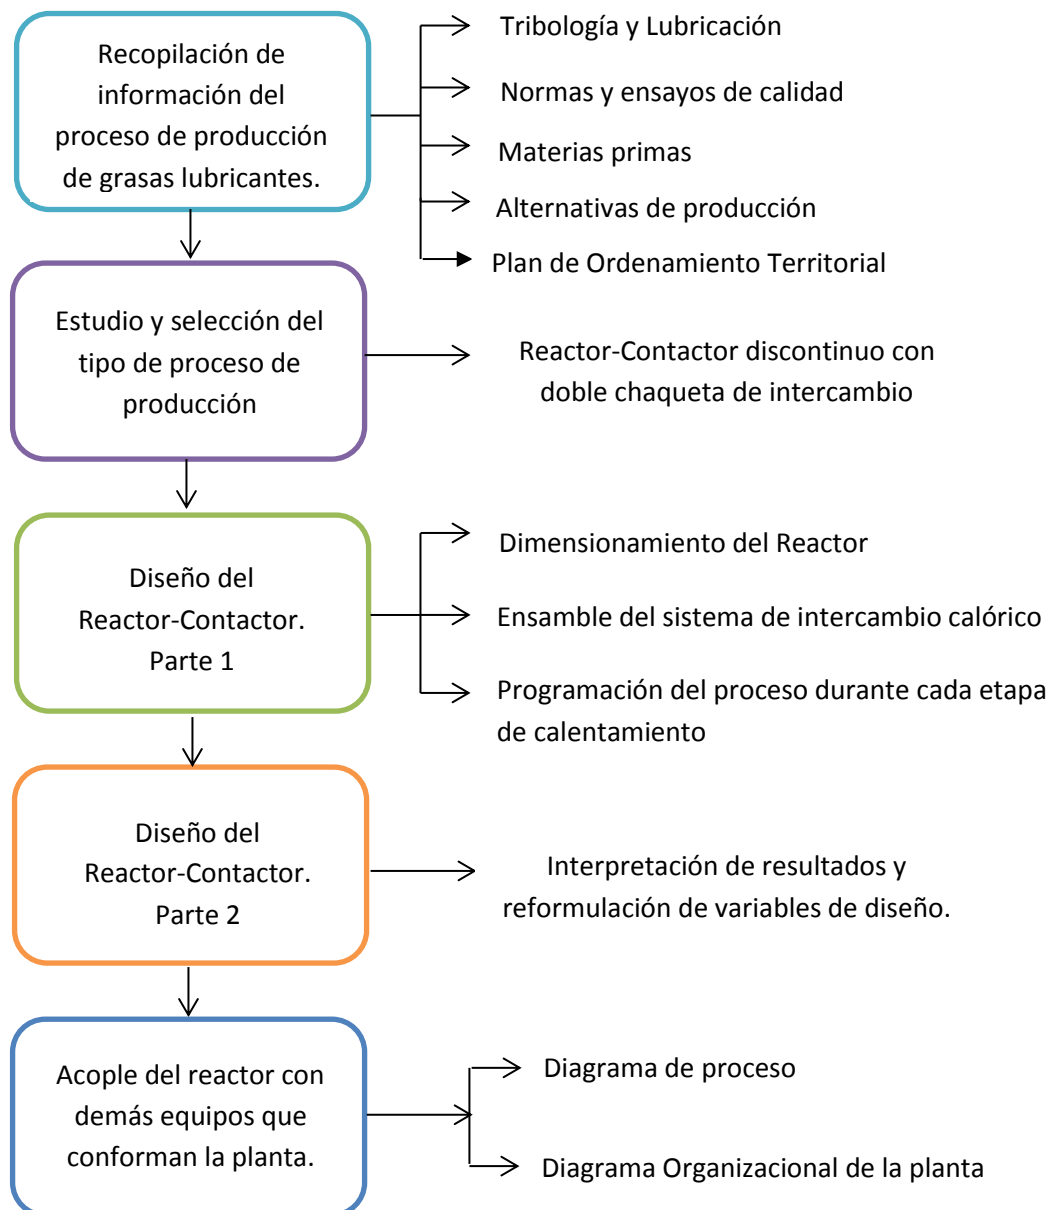 Recopilación de
información del
proceso de producción
de grasas lubricantes.
Tribología y Lubricación
Normas y ensayos de calidad
Materias primas
Alternativas de producción
Plan de Ordenamiento Territorial
Estudio y selección del
tipo de proceso de
producción
Reactor-Contactor discontinuo con
doble chaqueta de intercambio
Diseño del
Reactor-Contactor.
Parte 1
Dimensionamiento del Reactor
Ensamble del sistema de intercambio calórico
Programación del proceso durante cada etapa
de calentamiento
Diseño del
Reactor-Contactor.
Parte 2
Interpretación de resultados y
reformulación de variables de diseño.
Acople del reactor con
demás equipos que
conforman la planta.
Diagrama de proceso
Diagrama Organizacional de la planta